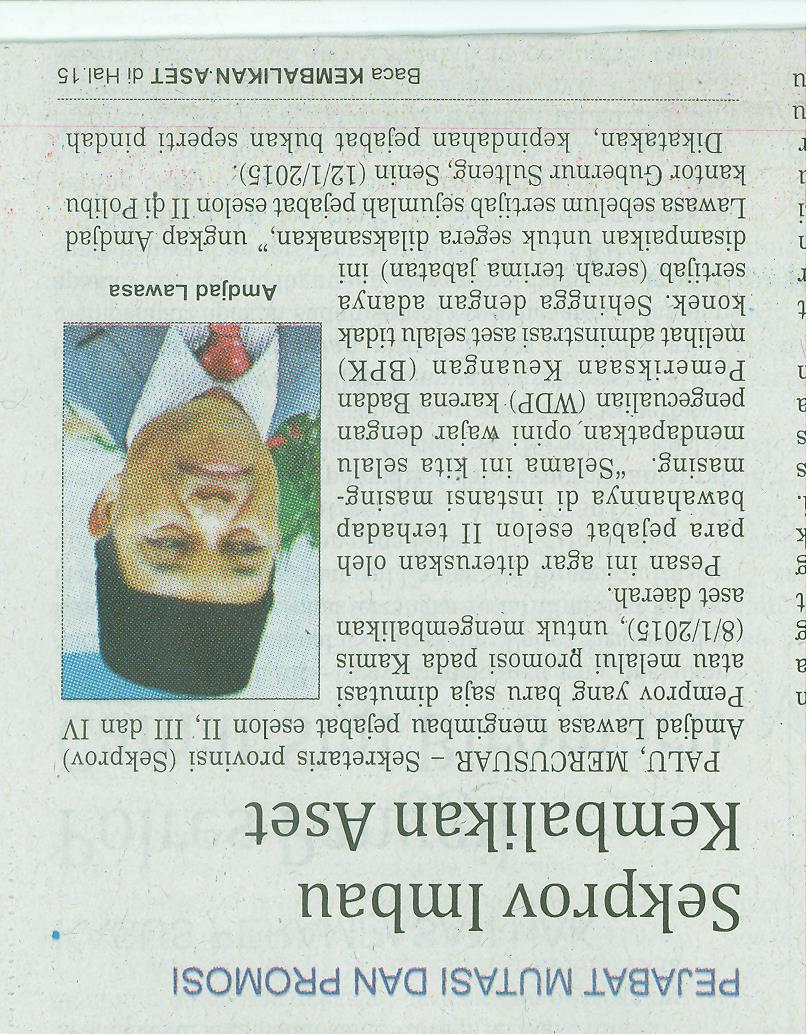 PEJABAT MUTASI DAN PROMOSI
Sekprov Imbau
Kembalikan Aset
PALU, MERCUSUAR – Sekretaris provinsi (Sekprov)
Amdjad Lawasa mengimbau pejabat eselon II, III dan IV
Pemprov yang baru saja dimutasi
atau melalui promosi pada Kamis
(8/1/2015), untuk mengembalikan
aset daerah.
Pesan ini agar diteruskan oleh
para pejabat eselon II terhadap
bawahannya di instansi masing-
masing. “Selama ini kita selalu
mendapatkan opini wajar dengan
pengecualian (WDP) karena Badan
Pemeriksaan Keuangan (BPK)
melihat adminstrasi aset selalu tidak
konek. Sehingga dengan adanya
sertijab (serah terima jabatan) ini
disampaikan untuk segera dilaksanakan,” ungkap Amdjad
Lawasa sebelum sertijab sejumlah pejabat eselon II di Polibu
kantor Gubernur Sulteng, Senin (12/1/2015).
Dikatakan, kepindahan pejabat bukan seperti pindah
Amdjad Lawasa
Baca KEMBALIKAN ASET di Hal.15